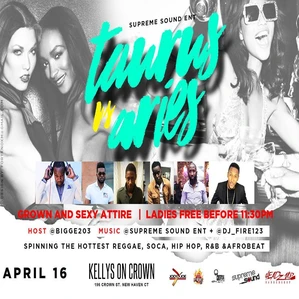 SUPREME SOUND ENT
taurus
vs
aries
GROWN AND SEXY ATTIRE | LADIES FREE BEFORE 11:30PM
HOST @BIGGE203 MUSIC @SUPREME SOUND ENT + @DJ_FIRE123
SPINNING THE HOTTEST REGGAE, SOCA, HIP HOP, R&B &AFROBEAT
APRIL 16
KELLYS ON CROWN
196 CROWN ST. NEW HAVEN CT
supreme sound